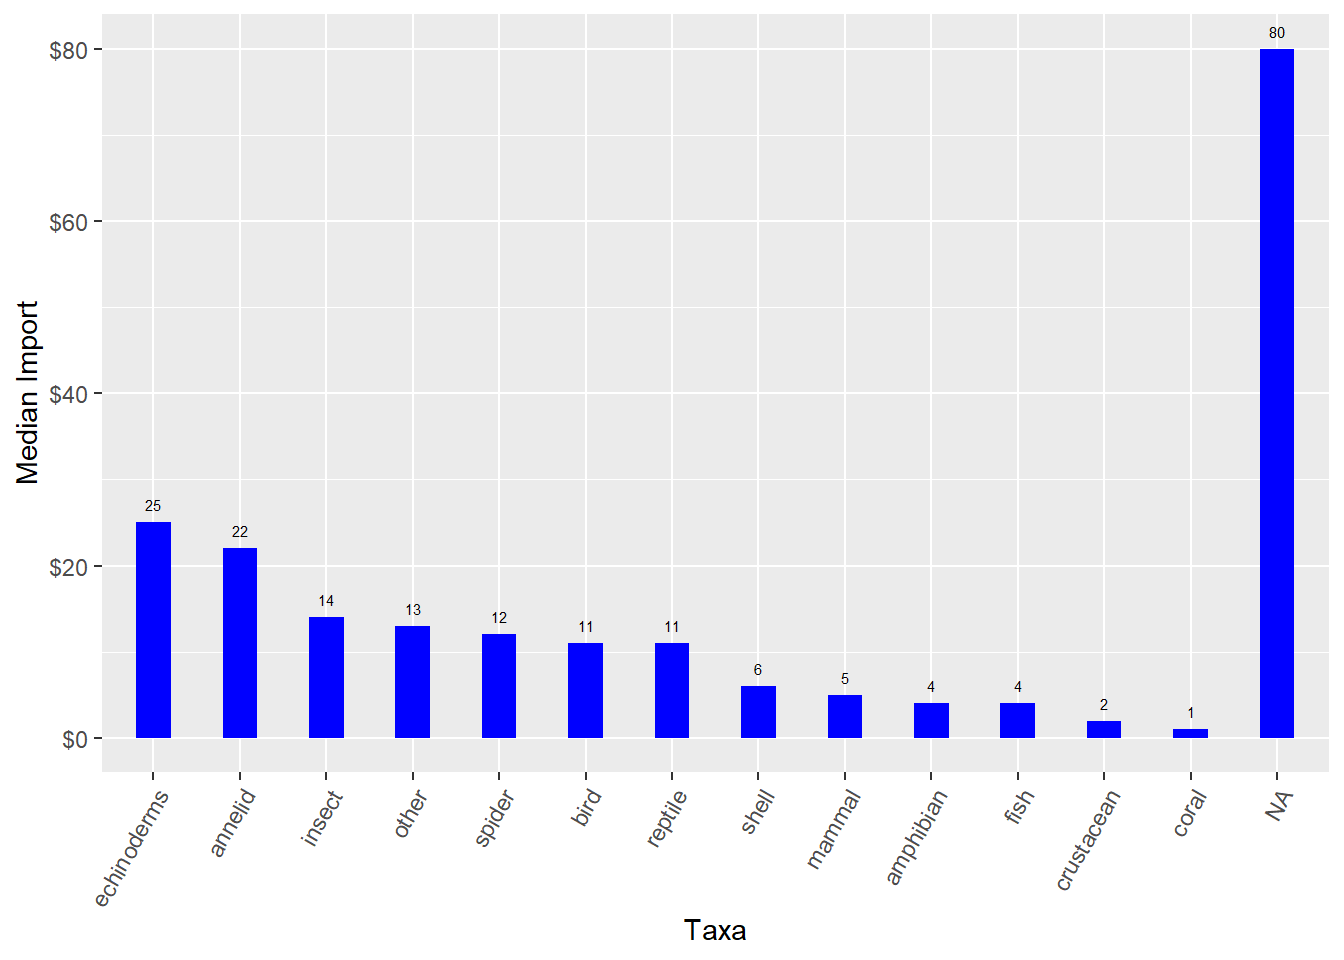 Median Import
$80
$60
$40
$20
$0
25
22
14
13
12
11
11
6
5
4
4
2
1
80
echinoderms
annelid
insect
other
spider
bird
reptile
shell
mammal
amphibian
fish
crustacean
coral
NA
Taxa